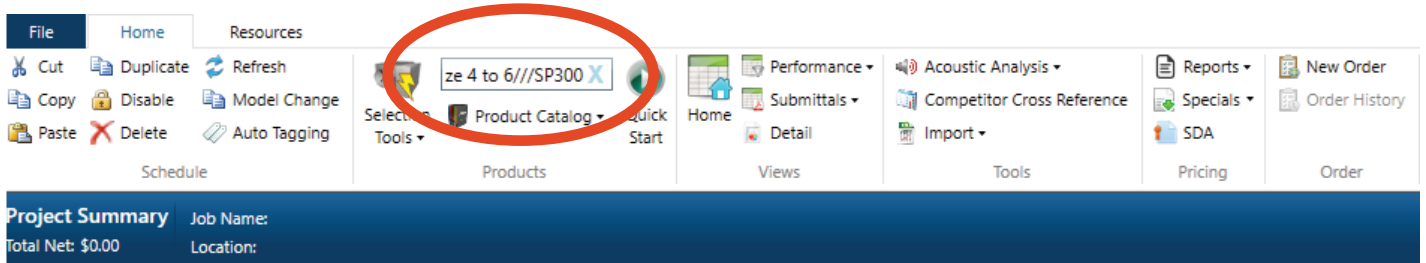 File Home Resources
Cut Duplicate Refresh ze 4 to 6///SP300 X Performance Acoustic Analysis Reports New Order
Copy Disable Model Change Selection Product Catalog Quick Home Submittals Competitor Cross Reference Specials Order History
Paste Delete Auto Tagging Tools Start Detail Import SDA
Schedule Products Views Tools Pricing Order
Project Summary Job Name:
Total Net: $0.00 Location: